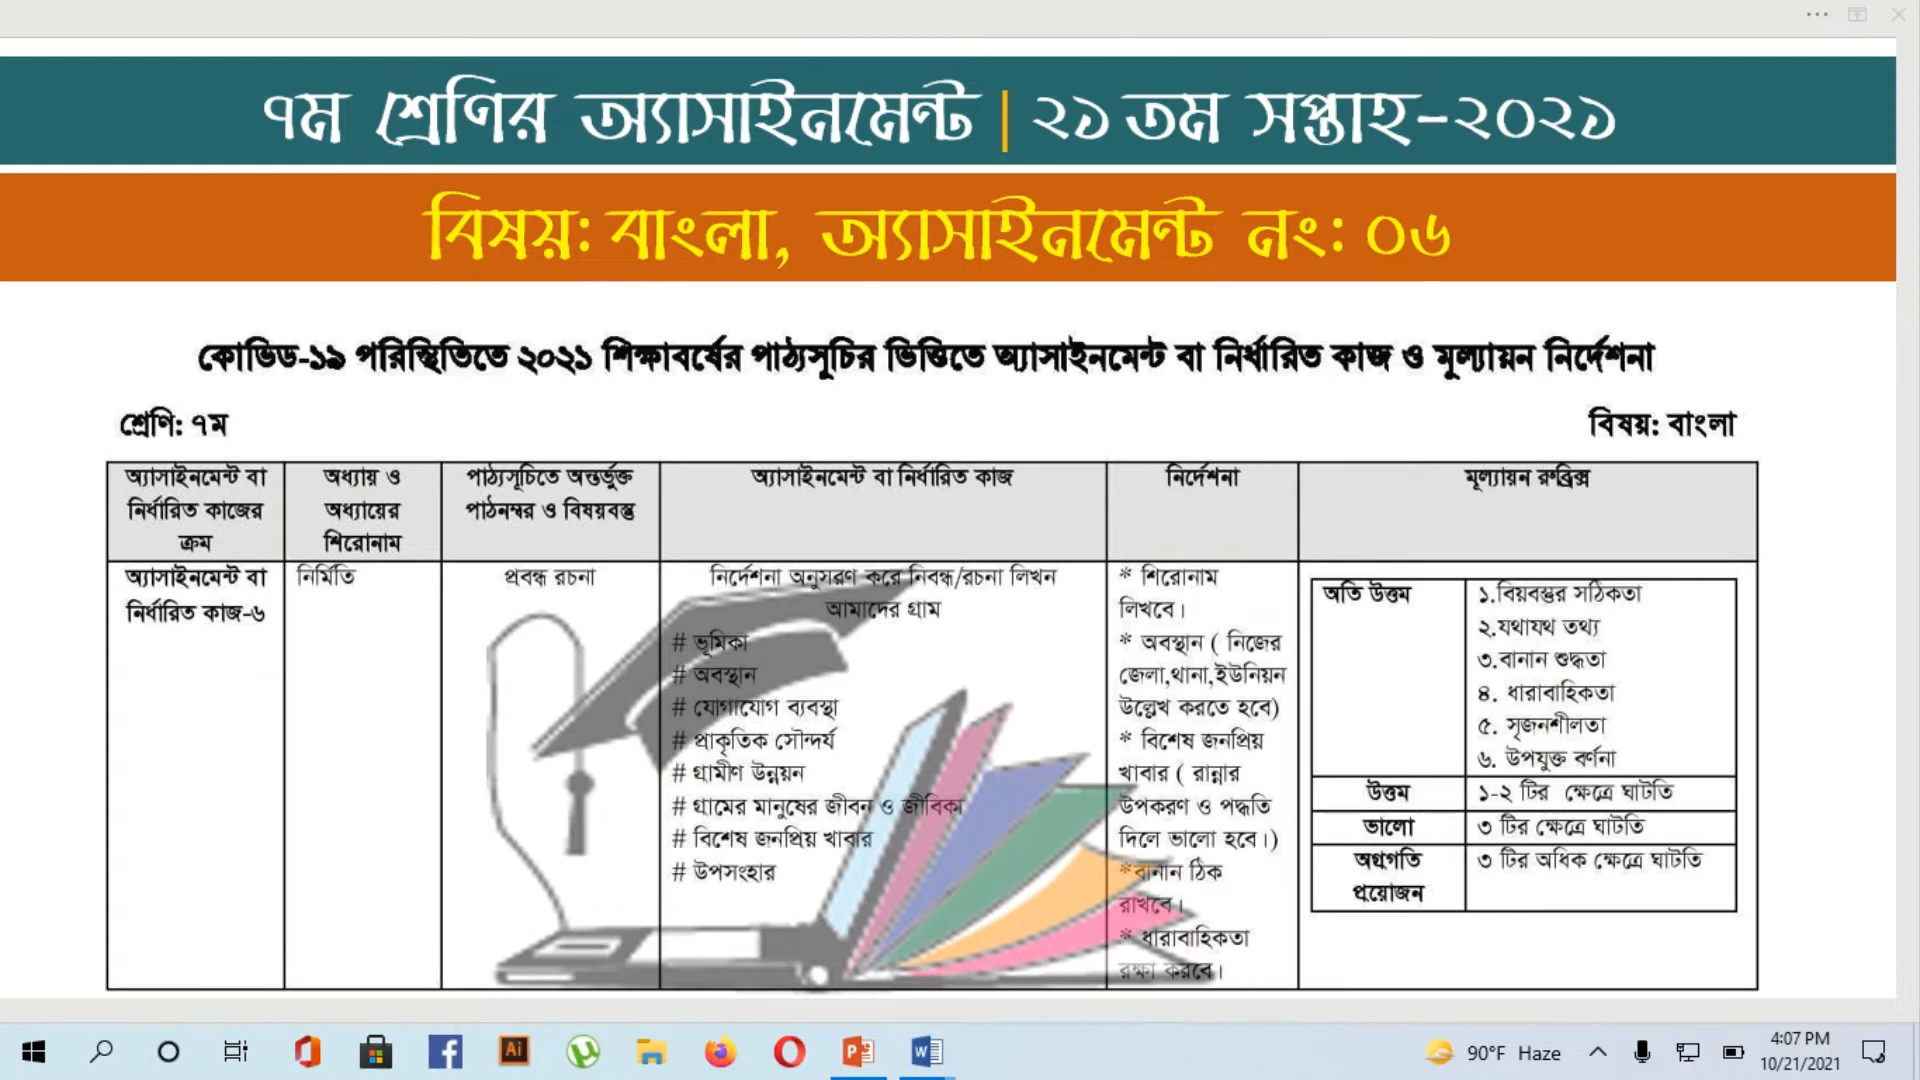 ৭ম শ্রেণির অ্যাসাইনমেন্ট | ২১ তম সপ্তাহ-২০২১
বিষয়: বাংলা, অ্যাসাইনমেন্ট নং: ০৬
কোভিড-১৯ পরিস্থিতিতে ২০২১ শিক্ষাবর্ষের পাঠ্যসূচির ভিত্তিতে অ্যাসাইনমেন্ট বা নির্ধারিত কাজ ও মূল্যায়ন নির্দেশনা
শ্রেণি: ৭ম
বিষয়: বাংলা
অ্যাসাইনমেন্ট বা
নির্ধারিত কাজের
ক্রম
অধ্যায় ও
অধ্যায়ের
শিরোনাম
পাঠ্যসূচিতে অন্তর্ভুক্ত
পাঠনম্বর ও বিষয়বস্তু
অ্যাসাইনমেন্ট বা নির্ধারিত কাজ
নির্দেশনা
মূল্যায়ন রুব্রিক্স
অ্যাসাইনমেন্ট বা
নির্ধারিত কাজ-৬
নির্মিতি
প্রবন্ধ রচনা
নির্দেশনা অনুসরণ করে নিবন্ধ/রচনা লিখন
আমাদের গ্রাম
# ভূমিকা
# অবস্থান
# যোগাযোগ ব্যবস্থা
# প্রাকৃতিক সৌন্দর্য
# গ্রামীণ উন্নয়ন
# গ্রামের মানুষের জীবন ও জীবিকা
# বিশেষ জনপ্রিয় খাবার
# উপসংহার
* শিরোনাম
লিখবে।
* অবস্থান ( নিজের
জেলা,থানা,ইউনিয়ন
উল্লেখ করতে হবে)
* বিশেষ জনপ্রিয়
খাবার ( রান্নার
উপকরণ ও পদ্ধতি
দিলে ভালো হবে।)
*বানান ঠিক
রাখবে।
* ধারাবাহিকতা
রক্ষা করবে।
অতি উত্তম
১.বিয়বস্তুর সঠিকতা
২.যথাযথ তথ্য
৩.বানান শুদ্ধতা
৪. ধারাবাহিকতা
৫. সৃজনশীলতা
৬. উপযুক্ত বর্ণনা
উত্তম
১-২ টির ক্ষেত্রে ঘাটতি
ভালো
৩ টির ক্ষেত্রে ঘাটতি
অগ্রগতি
প্রয়োজন
৩ টির অধিক ক্ষেত্রে ঘাটতি
Ai
90°F Haze
4:07 PM
10/21/2021